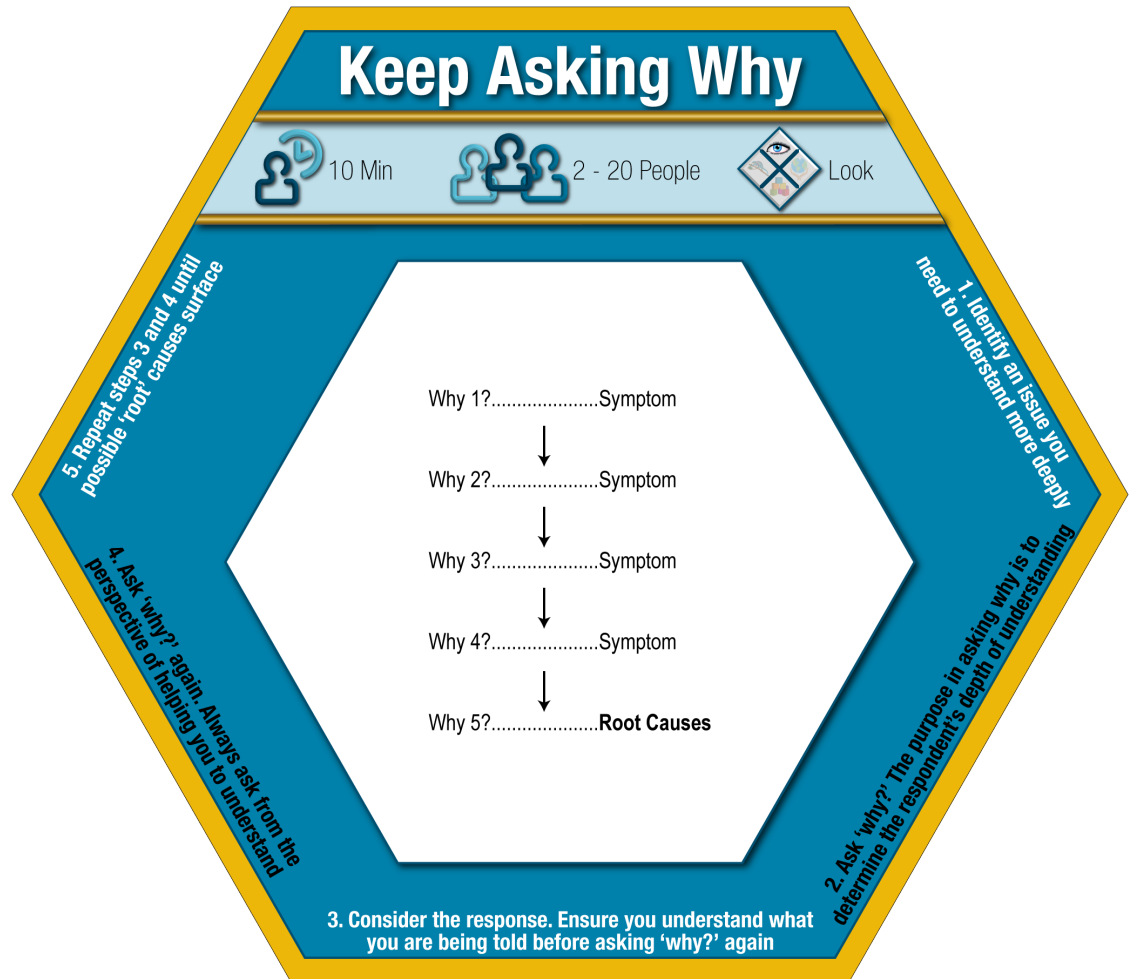 Keep Asking Why
10 Min
2 - 20 People
Look
1. Identify an issue you
need to understand more deeply
2. Ask ‘why?’ The purpose in asking why is to
determine the respondent’s depth of understanding
3. Consider the response. Ensure you understand what
you are being told before asking ‘why?’ again
4. Ask ‘why?’ again. Always ask from the
perspective of helping you to understand
5. Repeat steps 3 and 4 until
possible ‘root’ causes surface
Why 1?.....................Symptom
Why 2?.....................Symptom
Why 3?.....................Symptom
Why 4?.....................Symptom
Why 5?.....................Root Causes